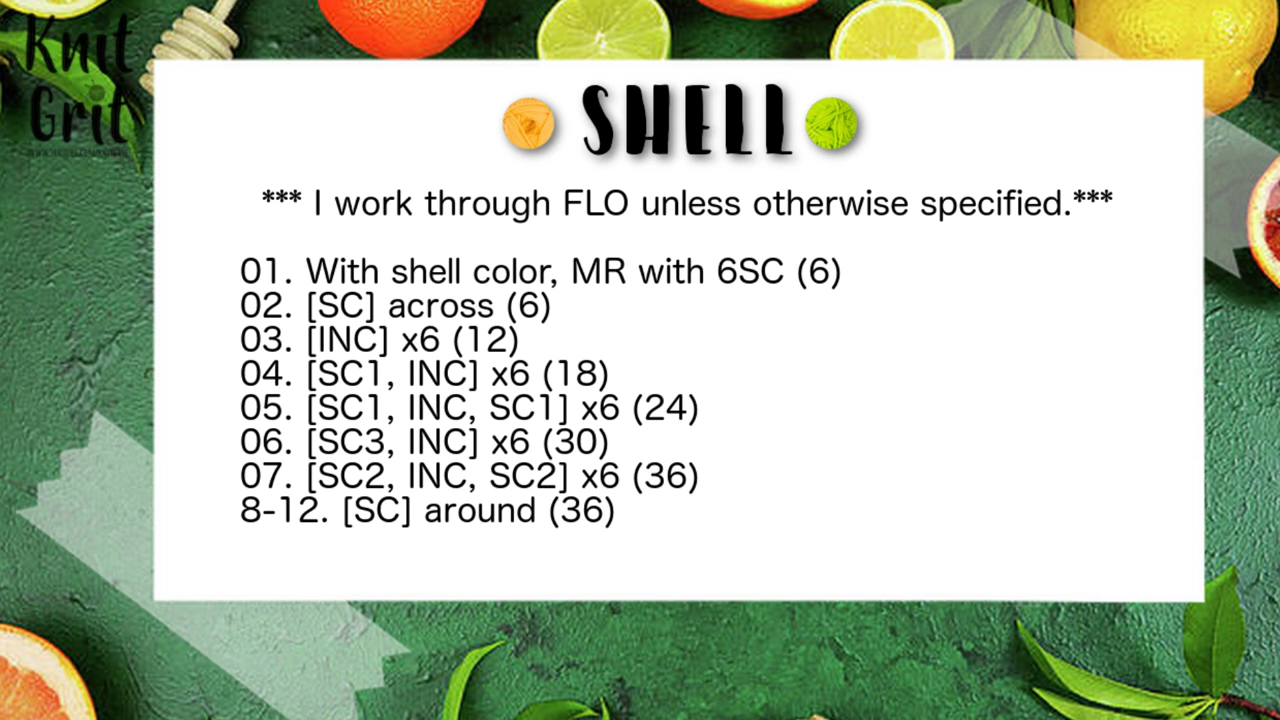 Knit
Grit
SHELL
*** I work through FLO unless otherwise specified.***
01. With shell color, MR with 6SC (6)
02. [SC] across (6)
03. [INC] x6 (12)
04. [SC1, INC] x6 (18)
05. [SC1, INC, SC1] x6 (24)
06. [SC3, INC] x6 (30)
07. [SC2, INC, SC2] x6 (36)
8-12. [SC] around (36)